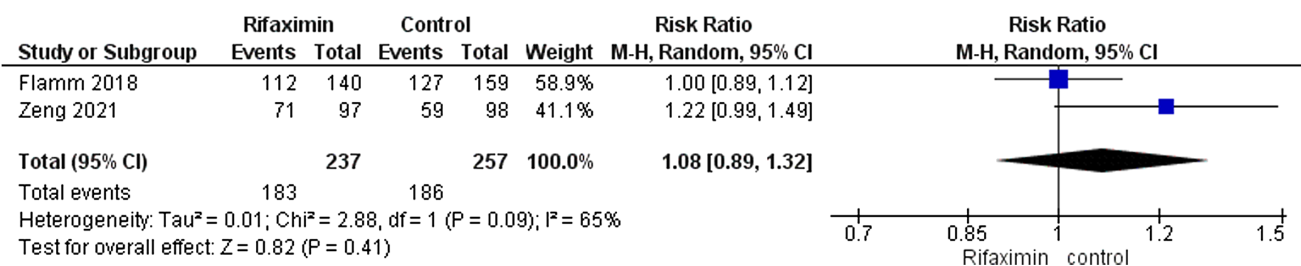 Rifaximin Control Risk Ratio Risk Ratio
Study or Subgroup Events Total Events Total Weight M-H, Random, 95% CI M-H, Random, 95% CI
Flamm 2018 112 140 127 159 58.9% 1.00 [0.89, 1.12]
Zeng 2021 71 97 59 98 41.1% 1.22 [0.99, 1.49]
Total (95% CI) 237 257 100.0% 1.08 [0.89, 1.32]
Total events 183 186
Heterogeneity: Tau² = 0.01; Chi² = 2.88, df = 1 (P = 0.09); I² = 65%
Test for overall effect: Z = 0.82 (P = 0.41)
0.7 0.85 1 1.2 1.5
Rifaximin control